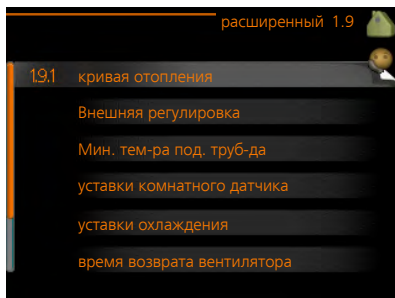 расширенный 1.9
1.9.1 кривая отопления
Внешняя регулировка
Мин. тем-ра под. труб-да
уставки комнатного датчика
уставки охлаждения
время возврата вентилятора